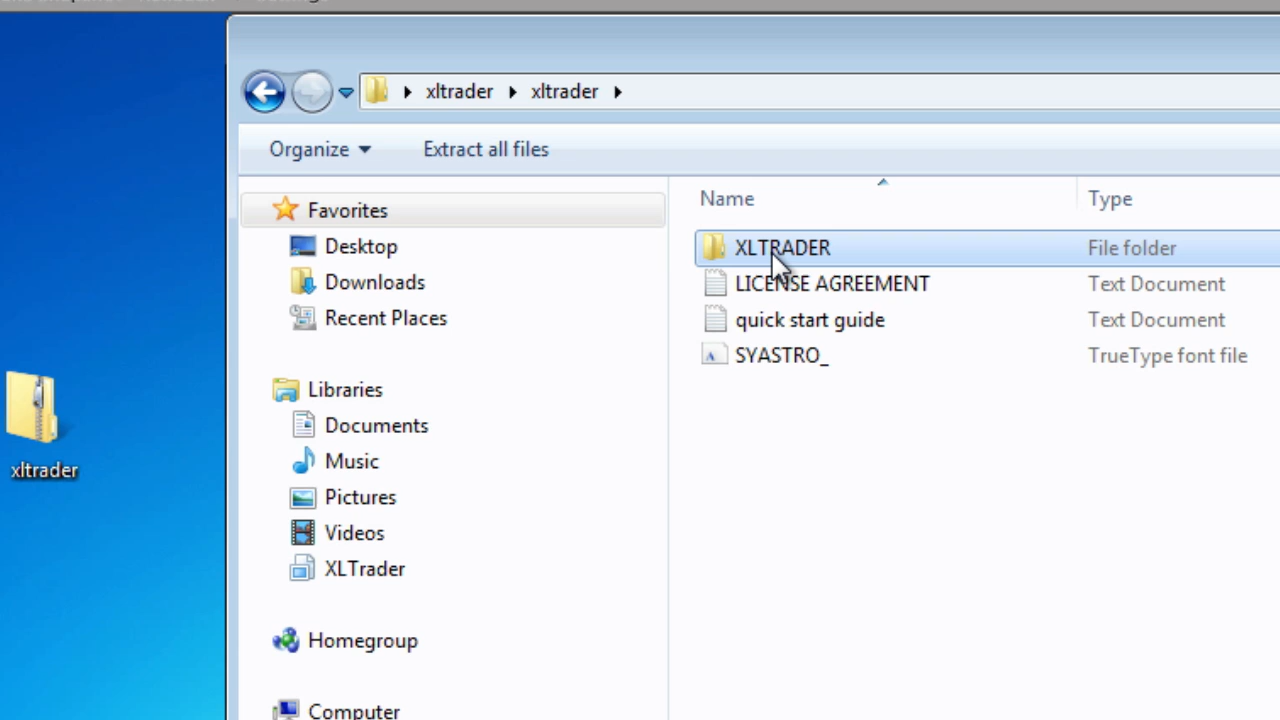 xltrader xltrader
Organize Extract all files
Name Type
Favorites
Desktop
Downloads
Recent Places
Libraries
Documents
Music
Pictures
Videos
XLTrader
Homegroup
Computer
XLTRADER File folder
LICENSE AGREEMENT Text Document
quick start guide Text Document
SYASTRO_ TrueType font file
xltrader